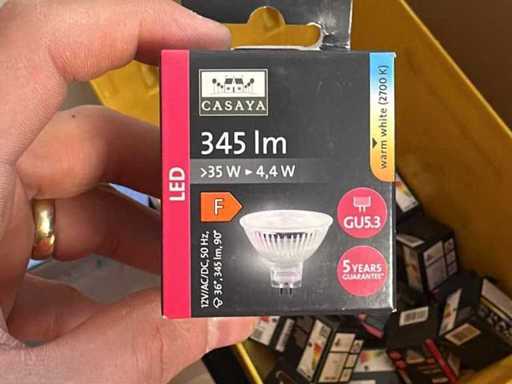 CASAYA
345 lm
>35 W ▸ 4,4 W
LED
F
12V/AC/DC, 50 Hz,
36°, 345 lm, 90°
warm white (2700 K)
GU5.3
5 YEARS
GUARANTEE*